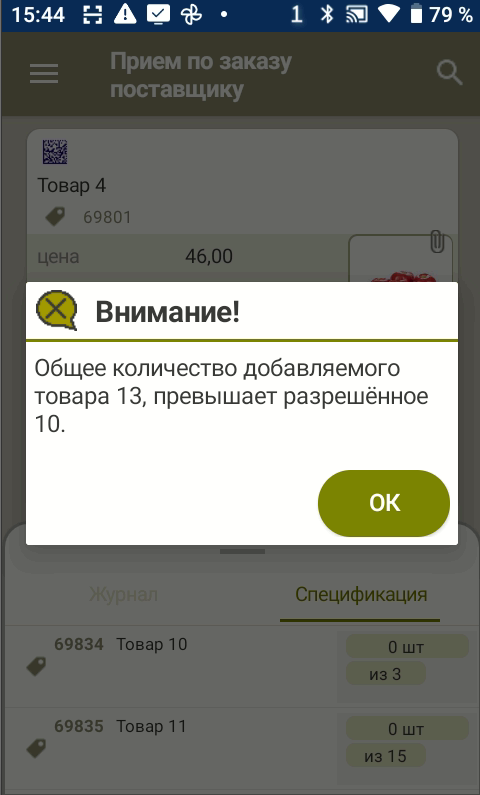 15:44 1 79 %
Прием по заказу
поставщику
Товар 4
69801
цена 46,00
Внимание!
Общее количество добавляемого
товара 13, превышает разрешённое
10.
ОК
Журнал Спецификация
69834 Товар 10 0 шт
из 3
69835 Товар 11 0 шт
из 15